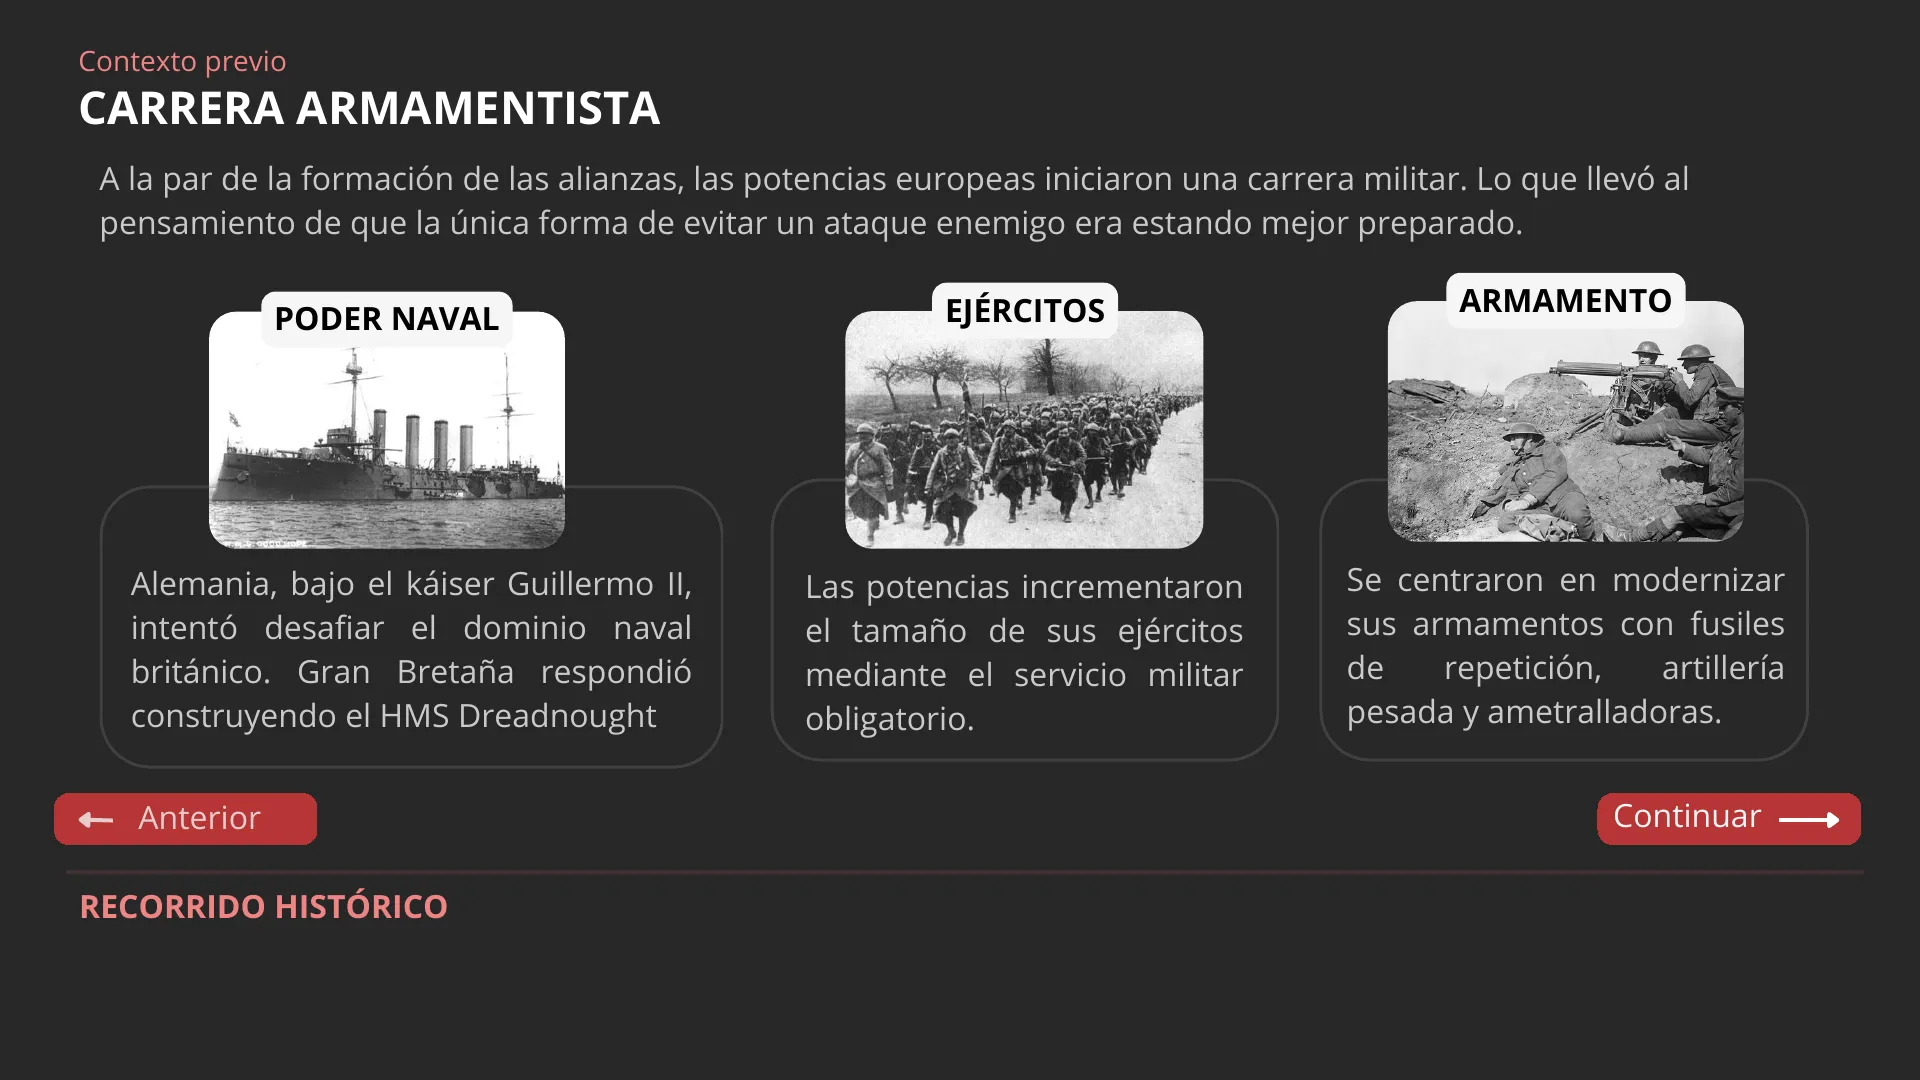 Contexto previo
CARRERA ARMAMENTISTA
A la par de la formación de las alianzas, las potencias europeas iniciaron una carrera militar. Lo que llevó al
pensamiento de que la única forma de evitar un ataque enemigo era estando mejor preparado.
PODER NAVAL
Alemania, bajo el káiser Guillermo II,
intentó desafiar el dominio naval
británico. Gran Bretaña respondió
construyendo el HMS Dreadnought
EJÉRCITOS
Las potencias incrementaron
el tamaño de sus ejércitos
mediante el servicio militar
obligatorio.
ARMAMENTO
Se centraron en modernizar
sus armamentos con fusiles
de repetición, artillería
pesada y ametralladoras.
Anterior
Continuar
RECORRIDO HISTÓRICO